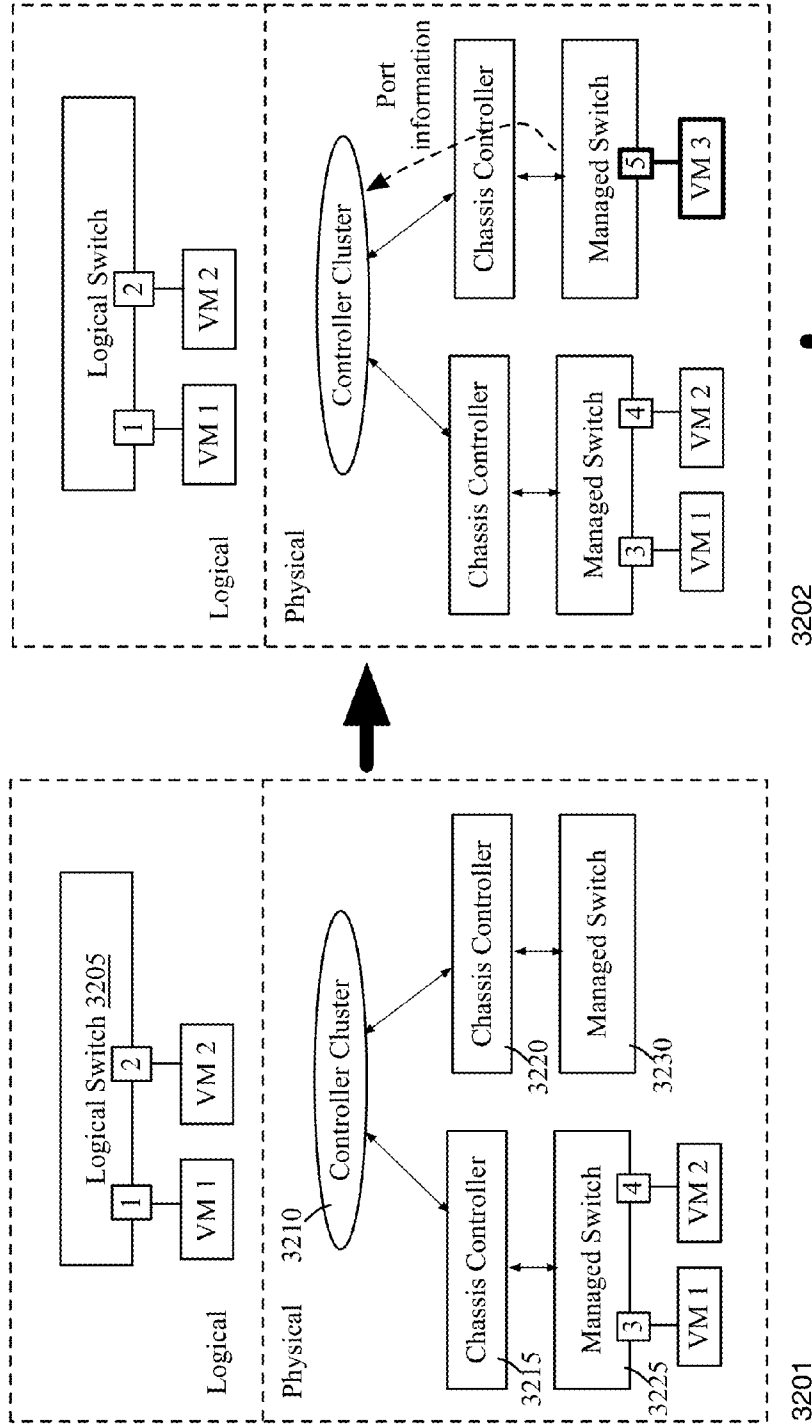 Logical Switch 3205
1
2
VM 1
VM 2
Logical
Physical
3210
Controller Cluster
Chassis Controller
Chassis Controller
3215
3220
Managed Switch
Managed Switch
3225
3230
3
4
VM 1
VM 2
3201
Logical Switch
1
2
VM 1
VM 2
Logical
Physical
Controller Cluster
Port
information
Chassis Controller
Chassis Controller
Managed Switch
Managed Switch
3
4
5
VM 1
VM 2
VM 3
3202